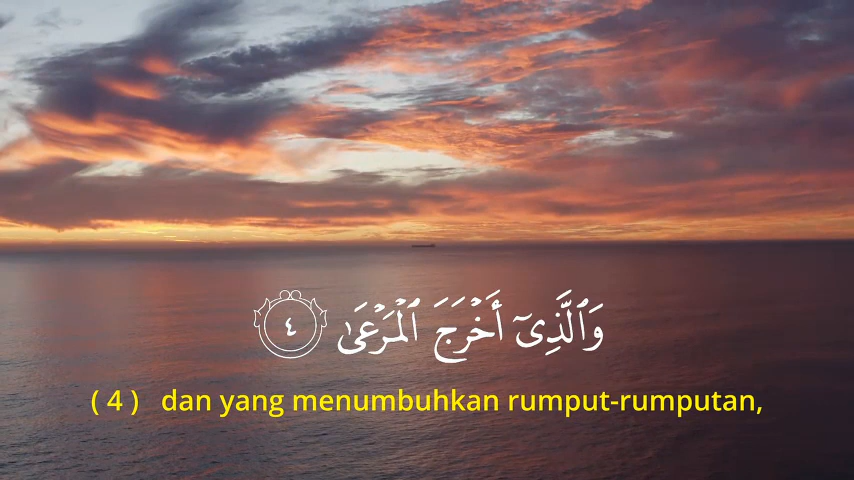 وَٱلَّذِىٓ أَخْرَجَ ٱلْمَرْعَىٰ ٤
( 4 ) dan yang menumbuhkan rumput-rumputan,